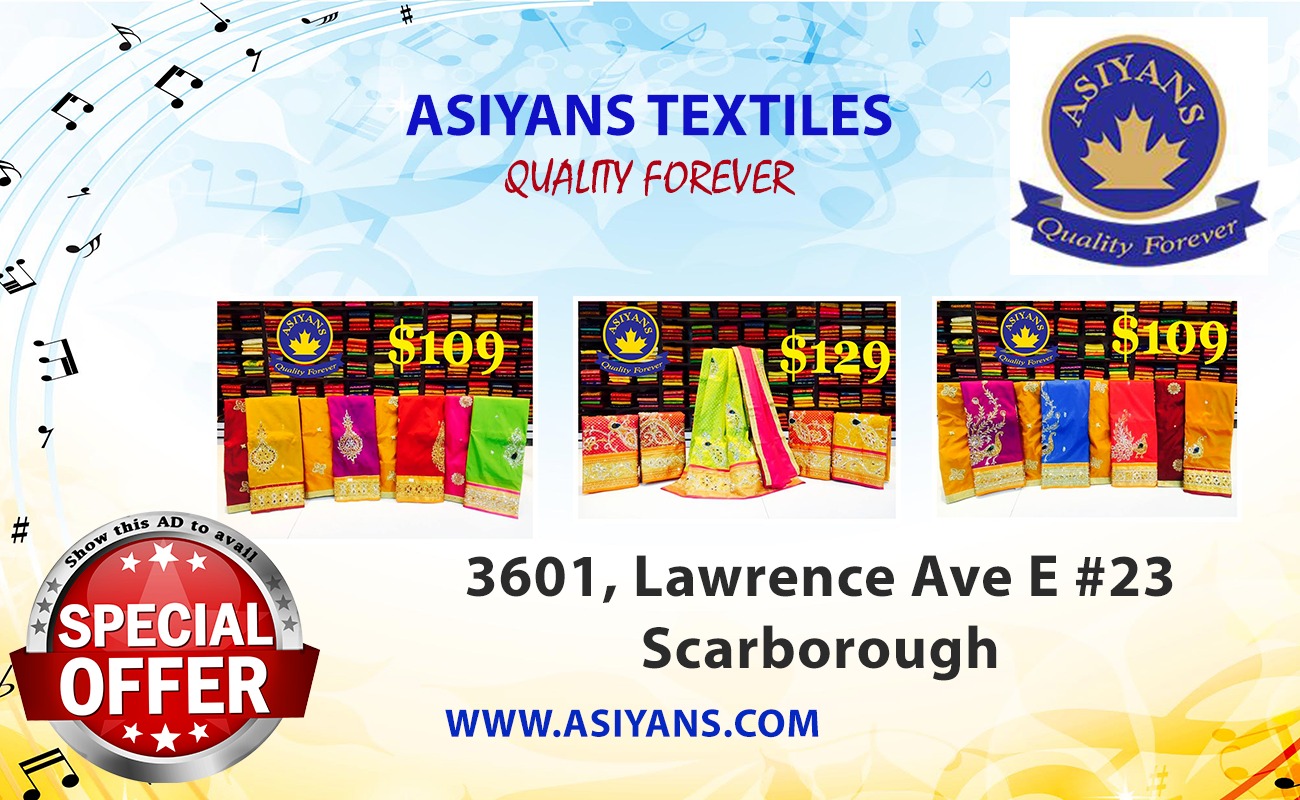 ASIYANS TEXTILES
QUALITY FOREVER
ASIYANS
Quality Forever
ASIYANS
Quality Forever
$109
ASIYANS
Quality Forever
$129
ASIYANS
Quality Forever
$109
Show this AD to avail
SPECIAL
OFFER
3601, Lawrence Ave E #23
Scarborough
WWW.ASIYANS.COM